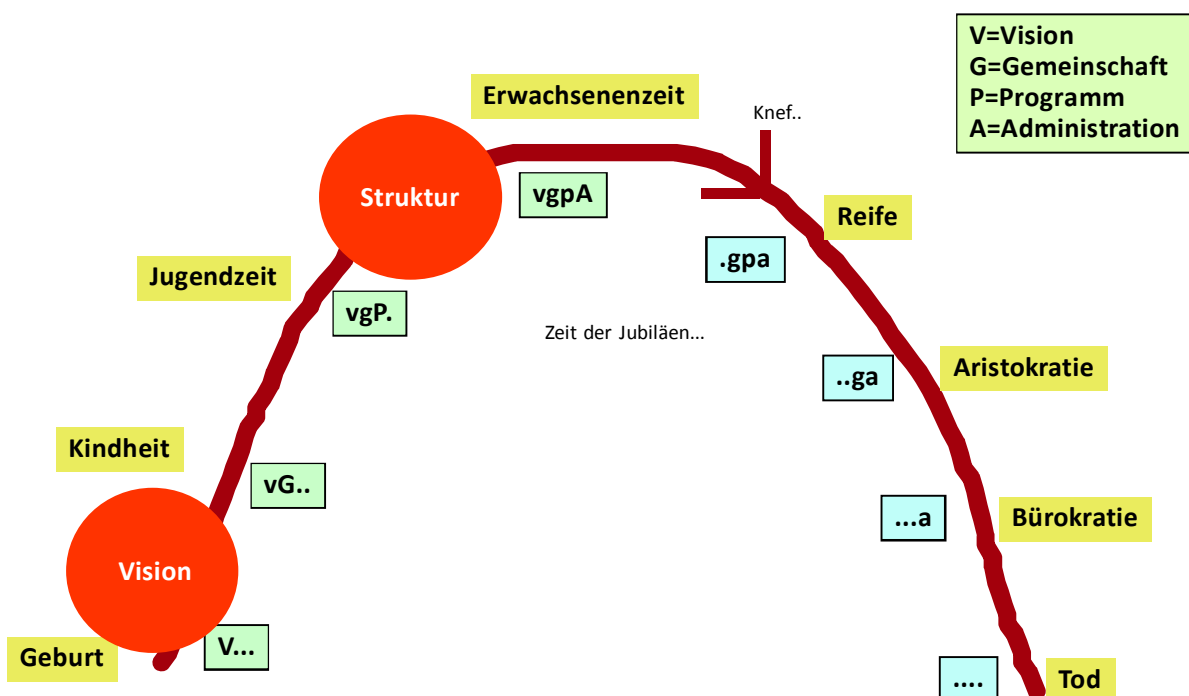 V=Vision
G=Gemeinschaft
P=Programm
A=Administration
Erwachsenenzeit
Knef..
Struktur
vgpA
Reife
.gpa
Jugendzeit
vgP.
Zeit der Jubiläen...
..ga
Aristokratie
Kindheit
vG..
...a
Bürokratie
Vision
V...
Geburt
....
Tod